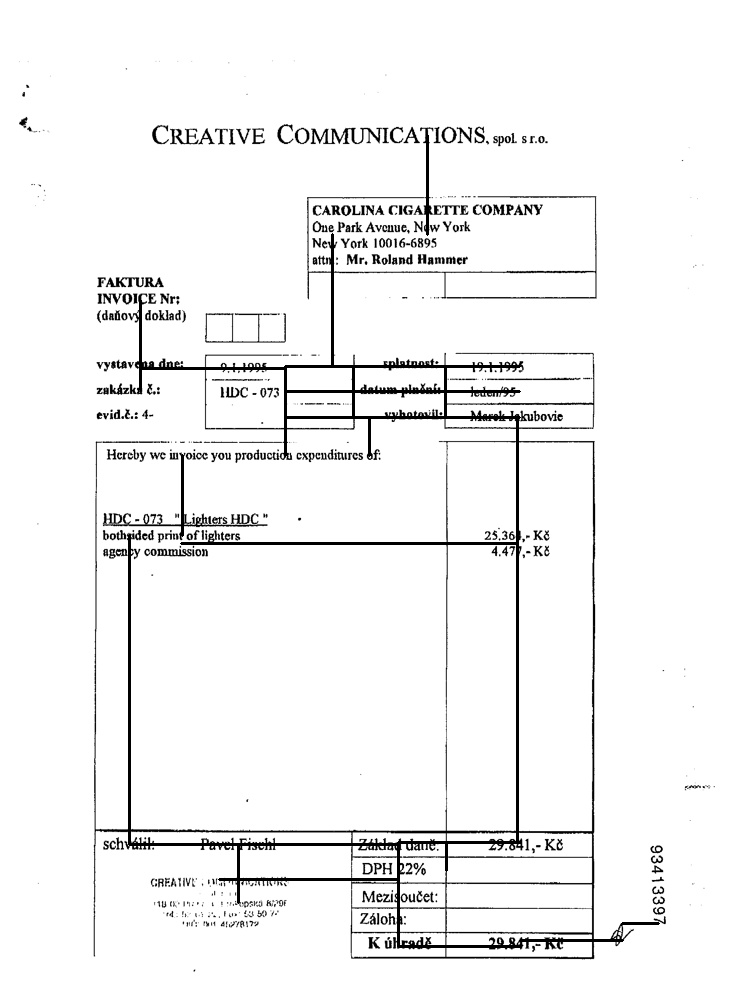 CREATIVE COMMUNICATIONS, spol. s r.o.
CAROLINA CIGARETTE COMPANY
One Park Avenue, New York
New York 10016-6895
attn: Mr. Roland Hammer
FAKTURA
INVOICE Nr:
(daňový doklad)
vystavena dne: 9.1.1995 splatnost: 19.1.1995
zakázka č.: HDC - 073 datum plnění: leden/95
evid.č.: 4- vyhotovil: Marek Jakubovie
Hereby we invoice you production expenditures of:
HDC - 073 "Lighters HDC"
bothsided print of lighters 25.364,- Kč
agency commission 4.477,- Kč
schválil: Pavel Fischl Základ daně: 29.841,- Kč
DPH 22%
CREATIVE COMMUNICATIONS
Mezisoučet:
Záloha:
K úhradě 29.841,- Kč
93413397